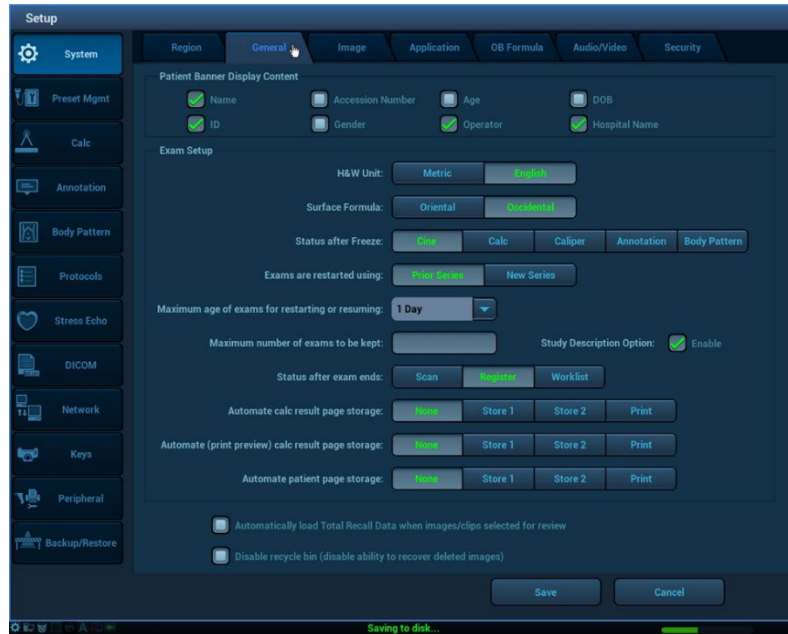 Setup
System
Preset Mgmt
Calc
Annotation
Body Pattern
Protocols
Stress Echo
DICOM
Network
Keys
Peripheral
Backup/Restore
Region General Image Application OB Formula Audio/Video Security
Patient Banner Display Content
Name Accession Number Age DOB
ID Gender Operator Hospital Name
Exam Setup
H&W Unit: Metric English
Surface Formula: Oriental Occidental
Status after Freeze: Cine Calc Caliper Annotation Body Pattern
Exams are restarted using: Prior Series New Series
Maximum age of exams for restarting or resuming: 1 Day
Maximum number of exams to be kept: Study Description Option: Enable
Status after exam ends: Scan Register Worklist
Automate calc result page storage: None Store 1 Store 2 Print
Automate (print preview) calc result page storage: None Store 1 Store 2 Print
Automate patient page storage: None Store 1 Store 2 Print
Automatically load Total Recall Data when images/clips selected for review
Disable recycle bin (disable ability to recover deleted images)
Save Cancel
Saving to disk...